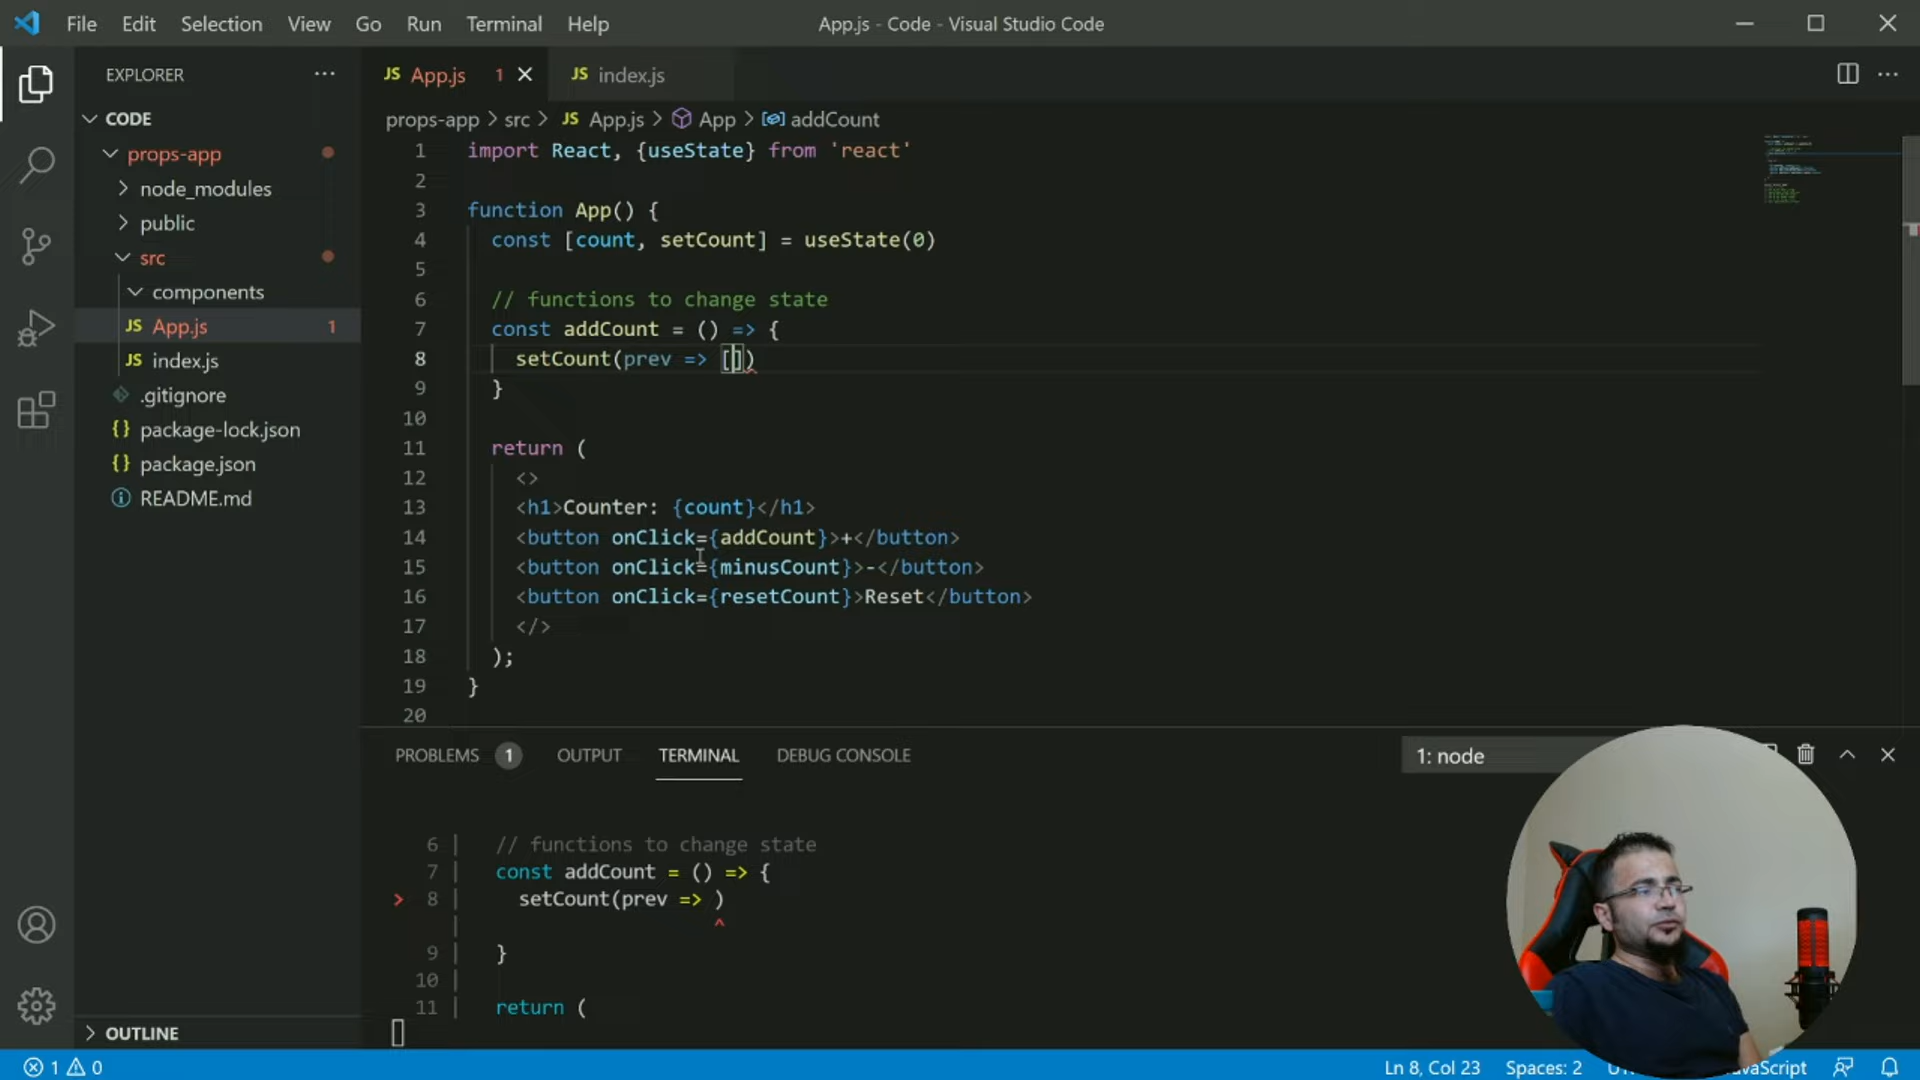 File Edit Selection View Go Run Terminal Help
App.js - Code - Visual Studio Code
EXPLORER
CODE
props-app
node_modules
public
src
components
JS App.js 1
JS index.js
.gitignore
{} package-lock.json
{} package.json
README.md
OUTLINE
JS App.js 1
JS index.js
props-app > src > JS App.js > App > addCount
1 import React, {useState} from 'react'
2
3 function App() {
4 const [count, setCount] = useState(0)
5
6 // functions to change state
7 const addCount = () => {
8 setCount(prev => [])
9 }
10
11 return (
12 <>
13 <h1>Counter: {count}</h1>
14 <button onClick={addCount}>+</button>
15 <button onClick={minusCount}>-</button>
16 <button onClick={resetCount}>Reset</button>
17 </>
18 );
19 }
20
PROBLEMS 1 OUTPUT TERMINAL DEBUG CONSOLE
1: node
6 | // functions to change state
7 | const addCount = () => {
> 8 | setCount(prev => )
| ^
9 | }
10 |
11 | return (
1 0
Ln 8, Col 23 Spaces: 2